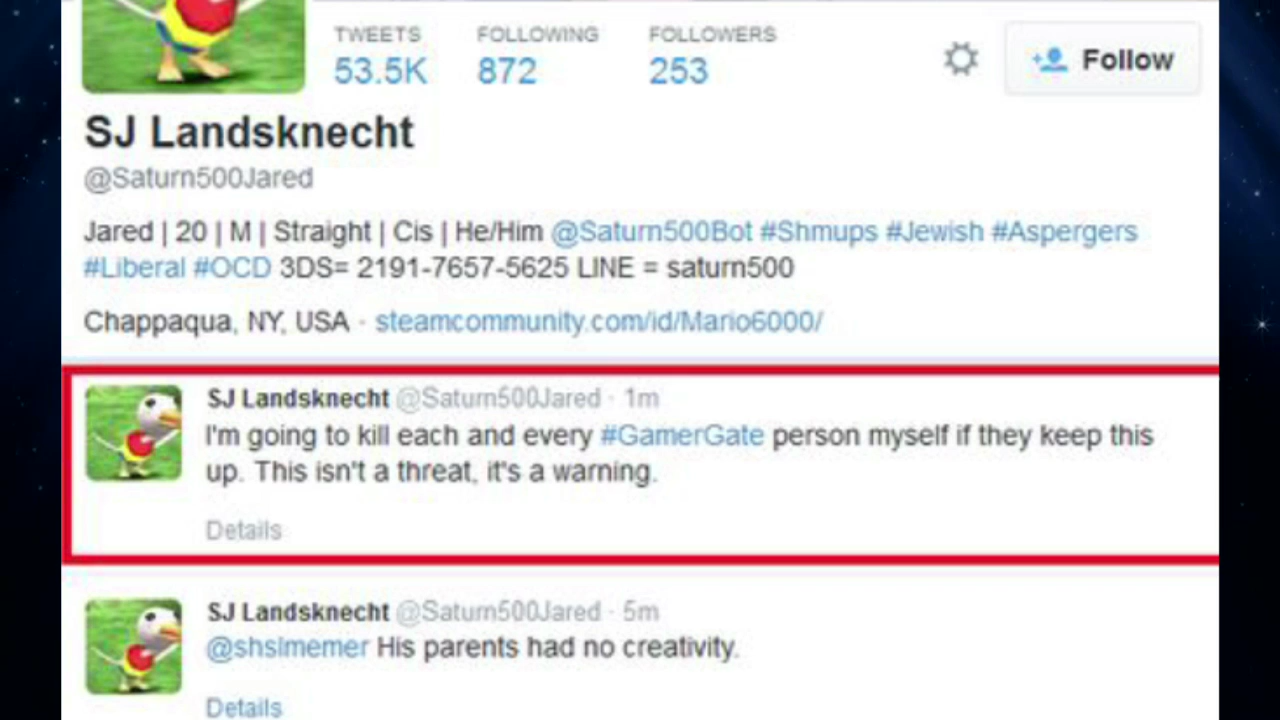 TWEETS FOLLOWING FOLLOWERS
53.5K 872 253 Follow
SJ Landsknecht
@Saturn500Jared
Jared | 20 | M | Straight | Cis | He/Him @Saturn500Bot #Shmups #Jewish #Aspergers
#Liberal #OCD 3DS= 2191-7657-5625 LINE = saturn500
Chappaqua, NY, USA · steamcommunity.com/id/Mario6000/
SJ Landsknecht @Saturn500Jared · 1m
I'm going to kill each and every #GamerGate person myself if they keep this
up. This isn't a threat, it's a warning.
Details
SJ Landsknecht @Saturn500Jared · 5m
@shslmemer His parents had no creativity.
Details